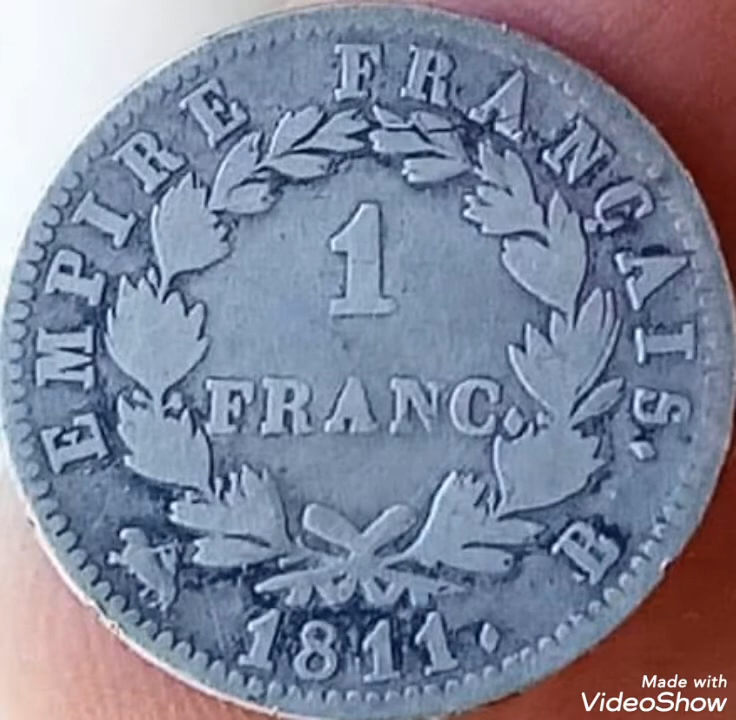 EMPIRE FRANÇAIS.
1
FRANC.
B
1811.
Made with
VideoShow